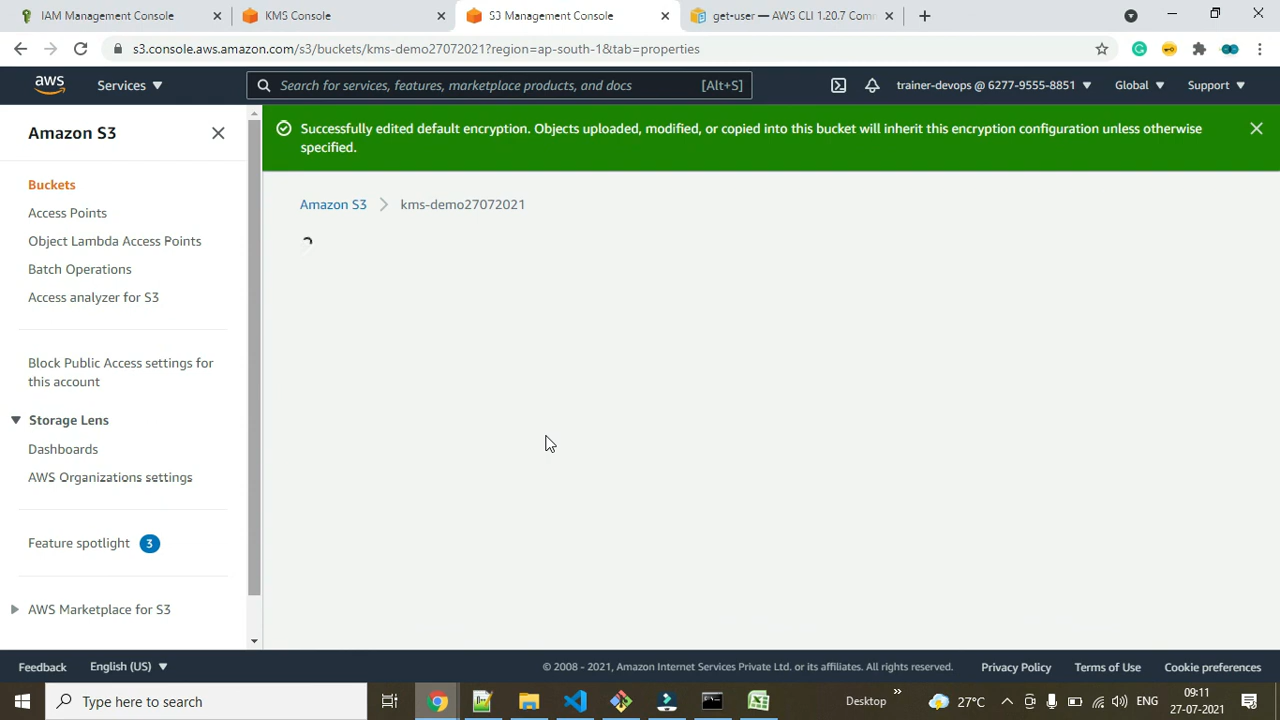 IAM Management Console
KMS Console
S3 Management Console
get-user — AWS CLI 1.20.7 Comm
s3.console.aws.amazon.com/s3/buckets/kms-demo27072021?region=ap-south-1&tab=properties
aws
Services
Search for services, features, marketplace products, and docs
[Alt+S]
trainer-devops @ 6277-9555-8851
Global
Support
Amazon S3
Buckets
Access Points
Object Lambda Access Points
Batch Operations
Access analyzer for S3
Block Public Access settings for
this account
Storage Lens
Dashboards
AWS Organizations settings
Feature spotlight 3
AWS Marketplace for S3
Successfully edited default encryption. Objects uploaded, modified, or copied into this bucket will inherit this encryption configuration unless otherwise
specified.
Amazon S3
kms-demo27072021
Feedback
English (US)
© 2008 - 2021, Amazon Internet Services Private Ltd. or its affiliates. All rights reserved.
Privacy Policy
Terms of Use
Cookie preferences
Type here to search
Desktop
27°C
ENG
09:11
27-07-2021